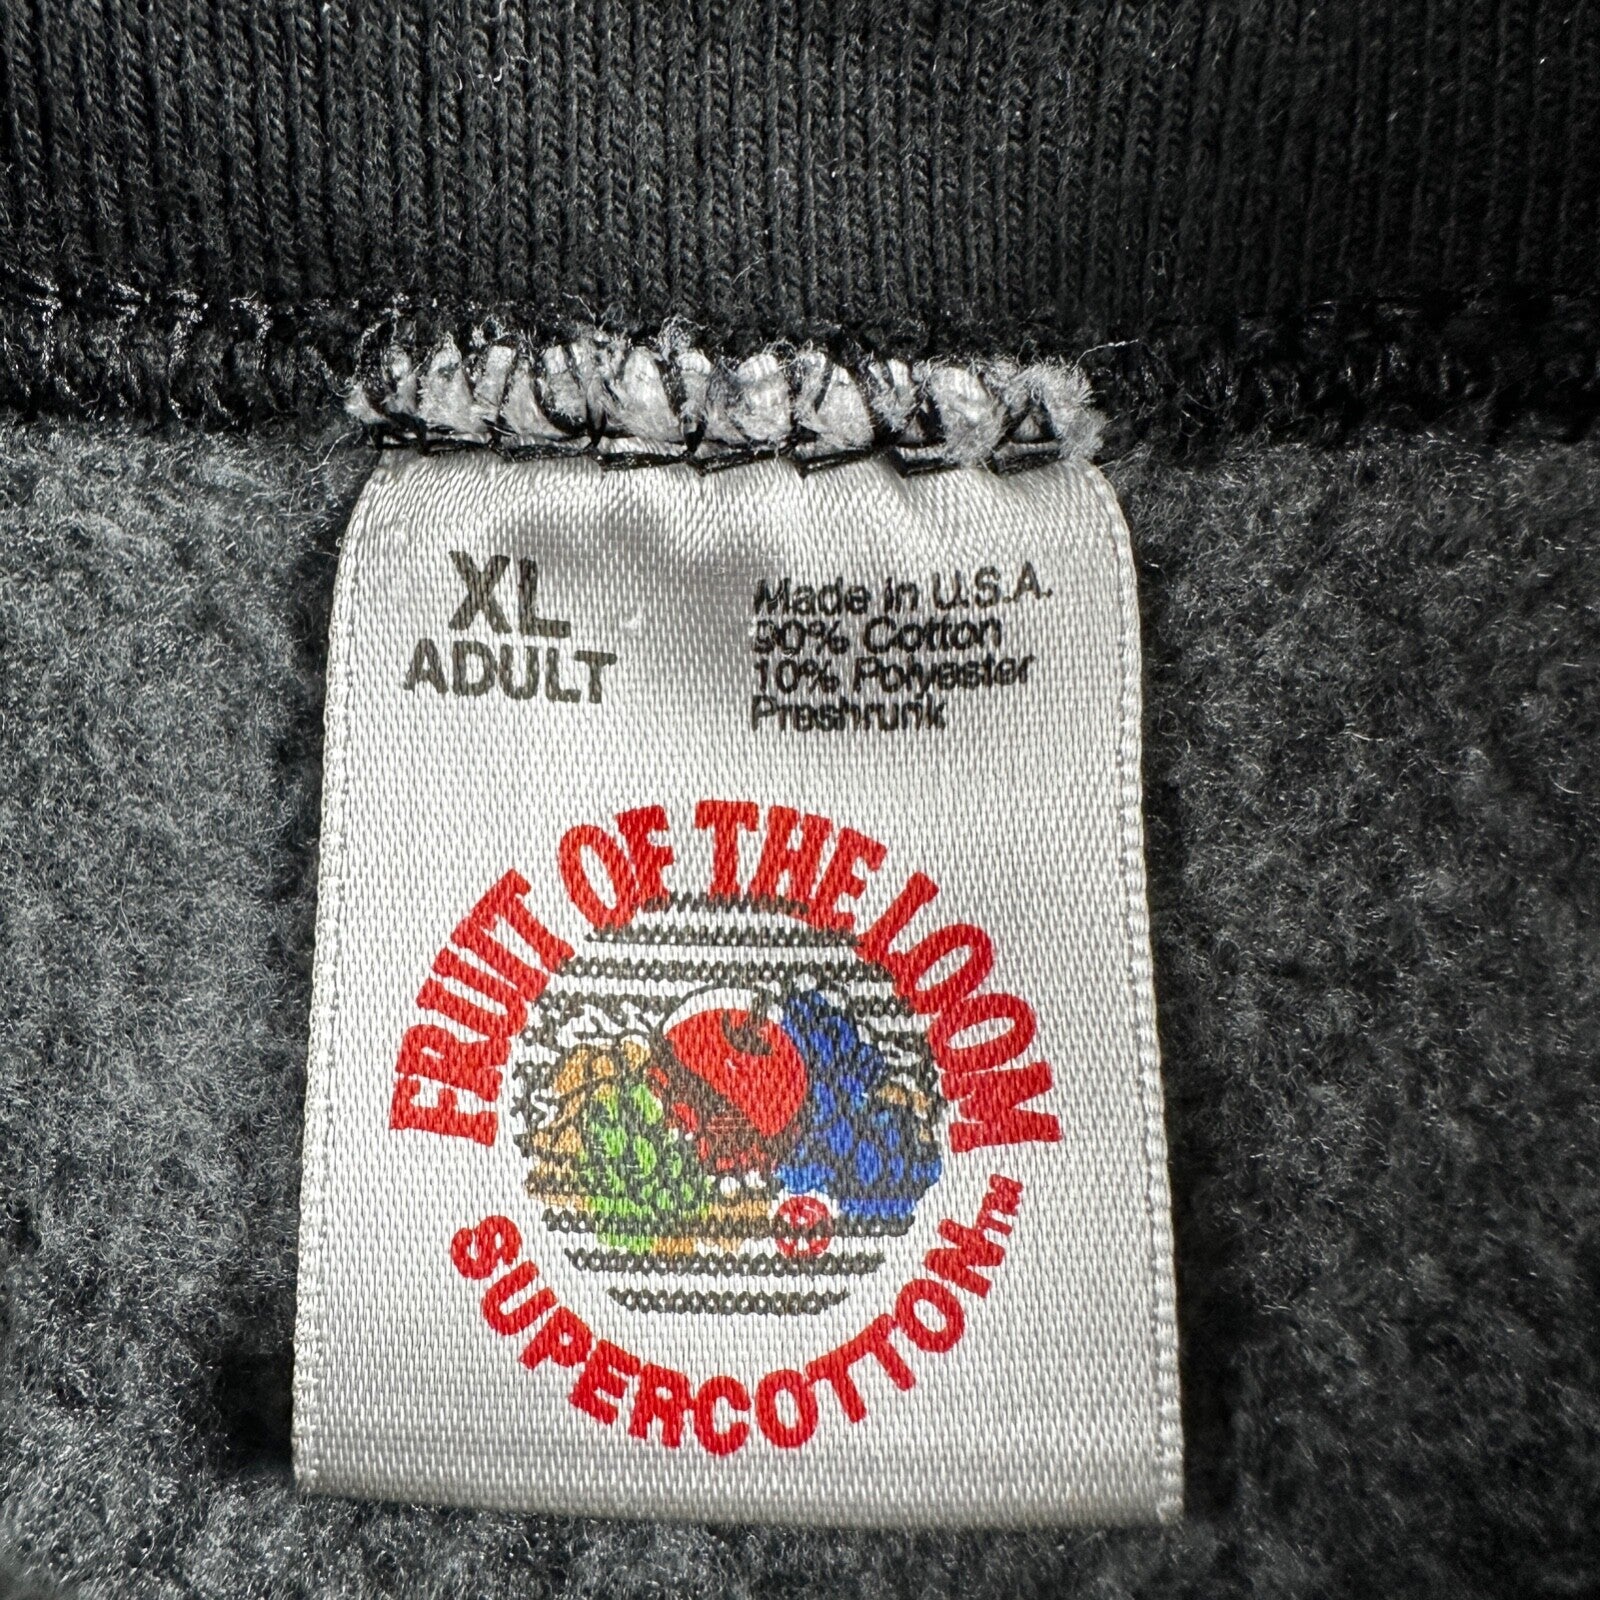 XL
ADULT
Made in U.S.A.
90% Cotton
10% Polyester
Preshrunk
FRUIT OF THE LOOM
SUPERCOTTON™